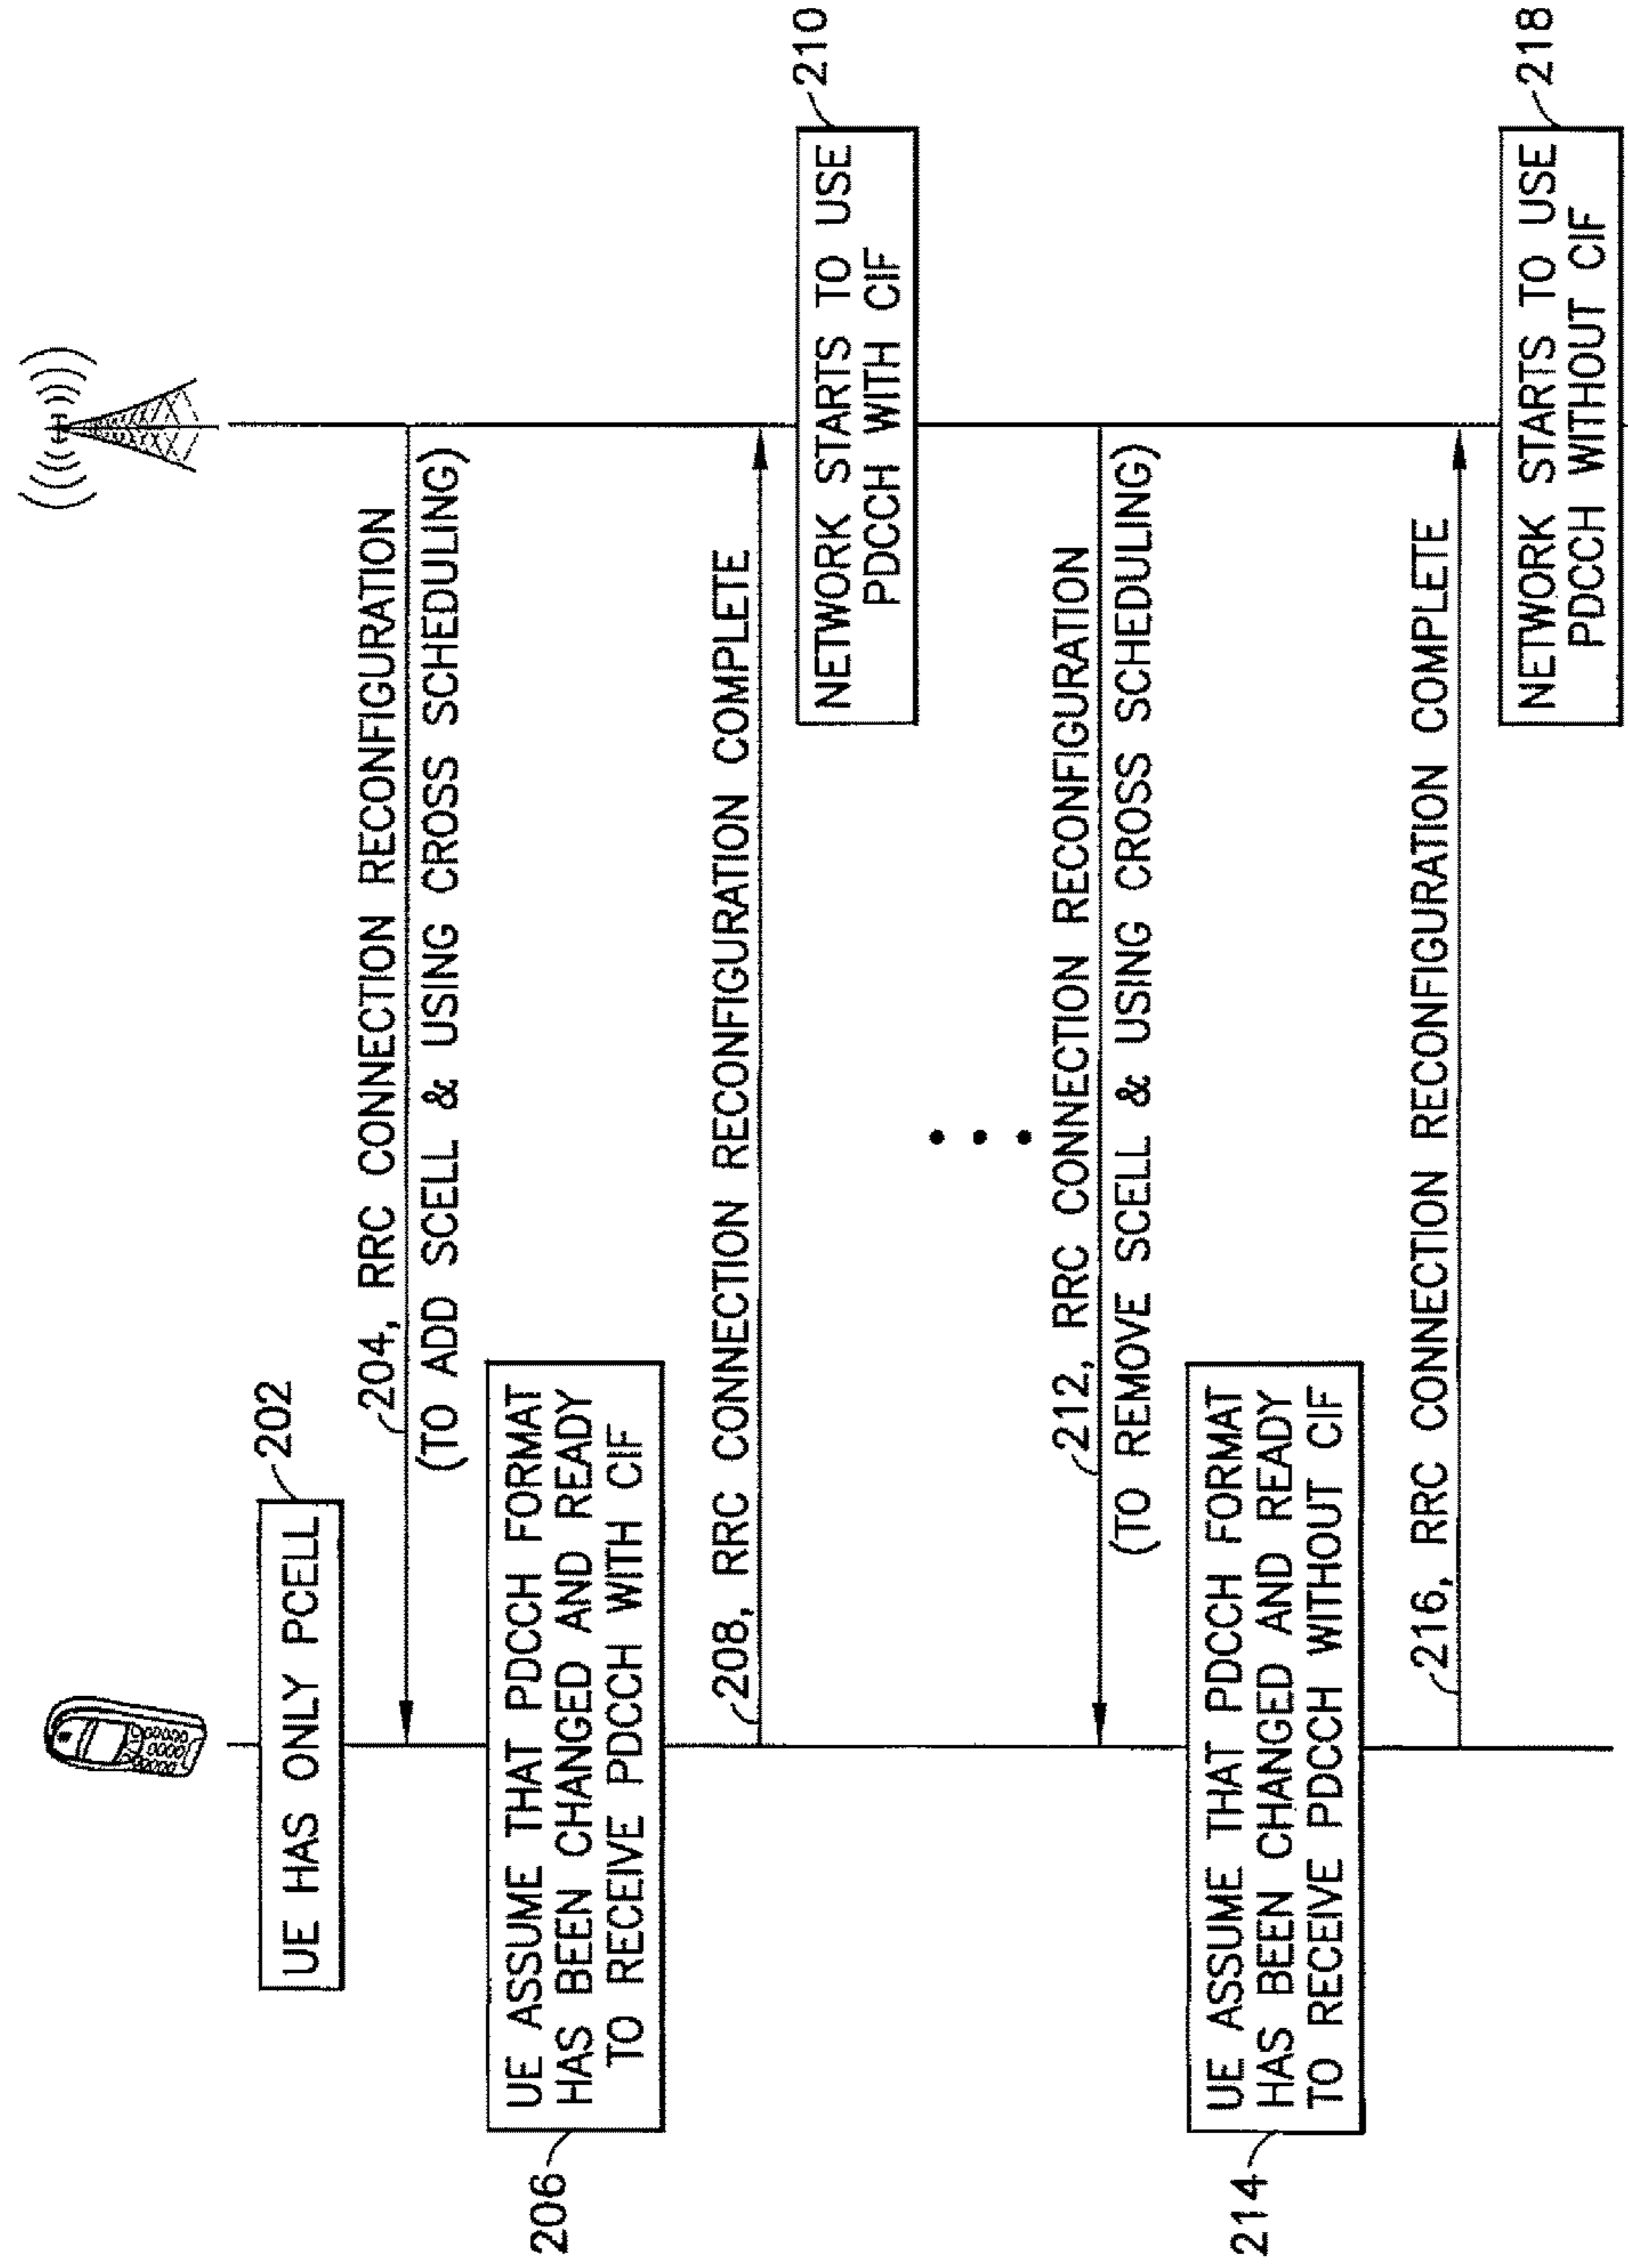 202
UE HAS ONLY PCELL
204, RRC CONNECTION RECONFIGURATION
(TO ADD SCELL & USING CROSS SCHEDULING)
206
UE ASSUME THAT PDCCH FORMAT
HAS BEEN CHANGED AND READY
TO RECEIVE PDCCH WITH CIF
208, RRC CONNECTION RECONFIGURATION COMPLETE
210
NETWORK STARTS TO USE
PDCCH WITH CIF
212, RRC CONNECTION RECONFIGURATION
(TO REMOVE SCELL & USING CROSS SCHEDULING)
214
UE ASSUME THAT PDCCH FORMAT
HAS BEEN CHANGED AND READY
TO RECEIVE PDCCH WITHOUT CIF
216, RRC CONNECTION RECONFIGURATION COMPLETE
218
NETWORK STARTS TO USE
PDCCH WITHOUT CIF